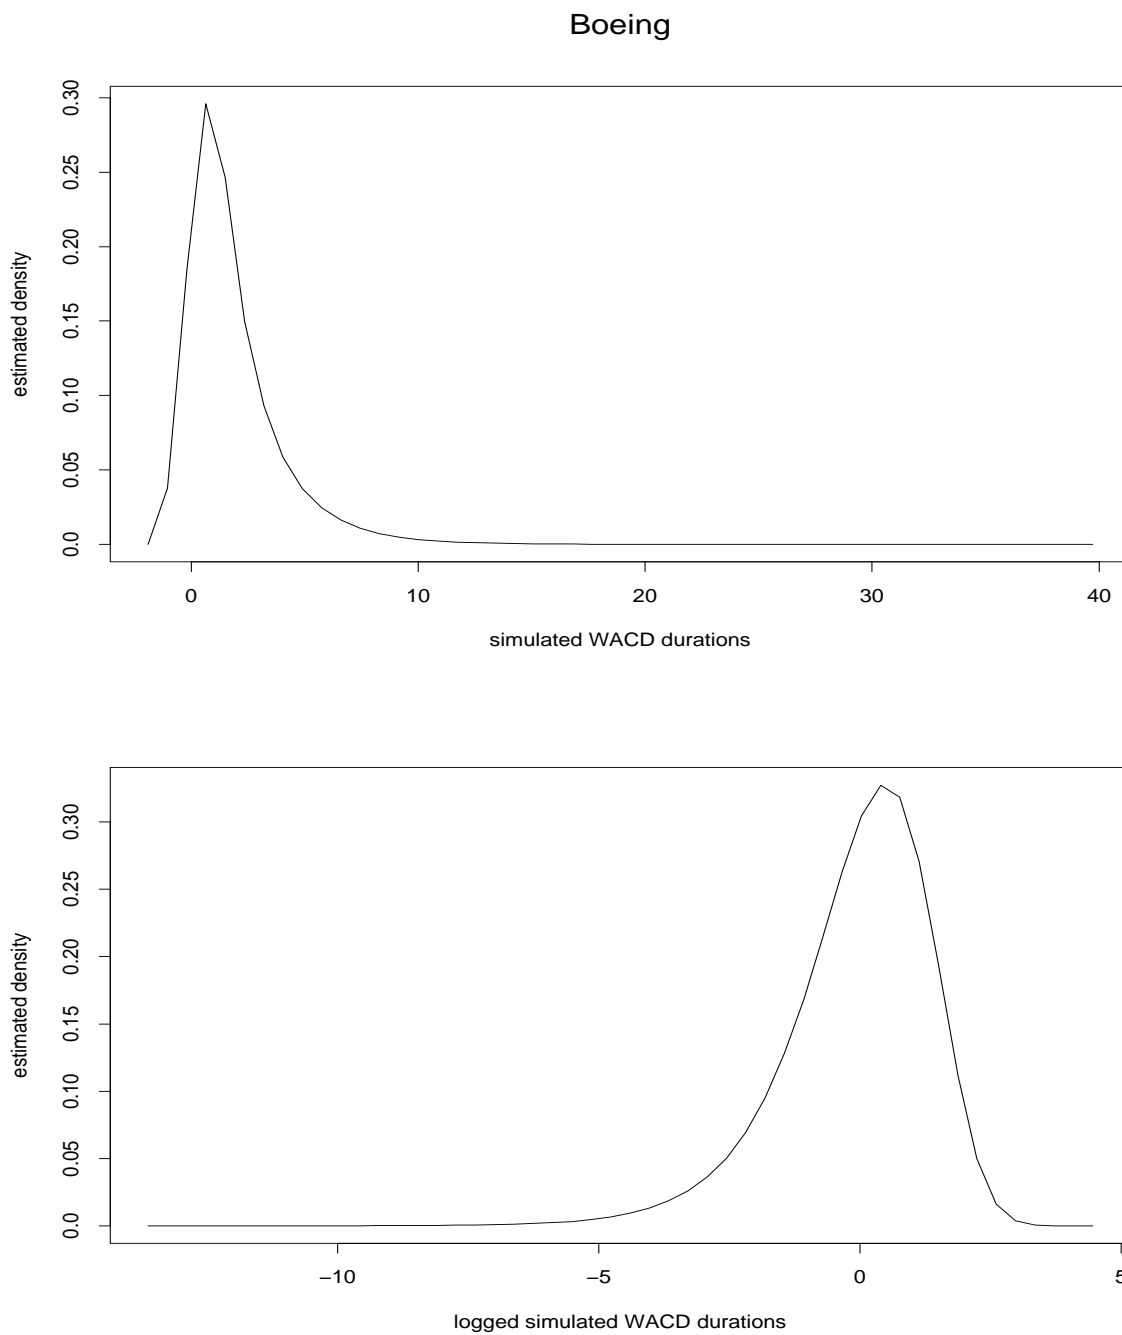 Boeing
estimated density
0.0 0.05 0.10 0.15 0.20 0.25 0.30
0 10 20 30 40
simulated WACD durations
estimated density
0.0 0.05 0.10 0.15 0.20 0.25 0.30
−10 −5 0 5
logged simulated WACD durations